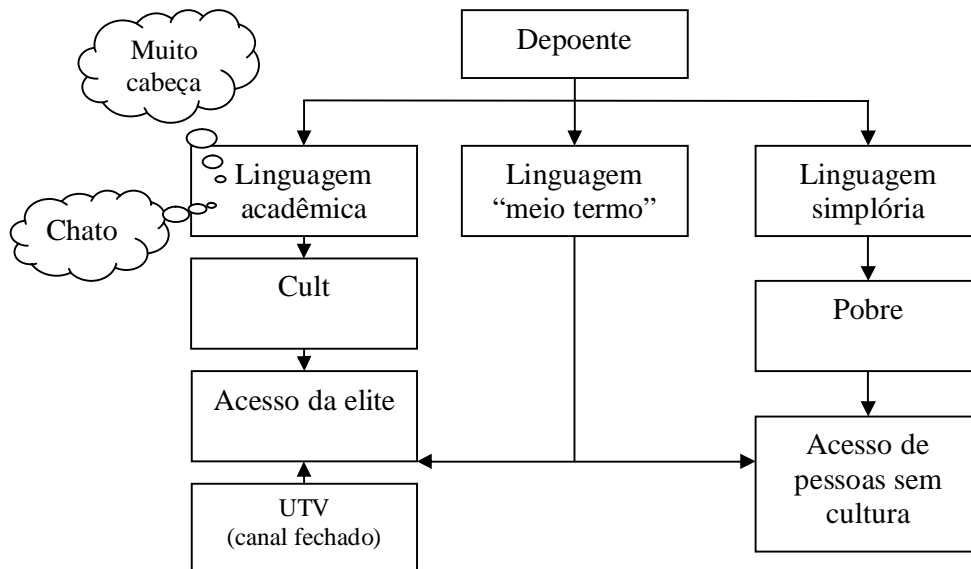 Muito
cabeça
Depoente
Linguagem
acadêmica
Linguagem
“meio termo”
Linguagem
simplória
Chato
Cult
Pobre
Acesso da elite
Acesso de
pessoas sem
cultura
UTV
(canal fechado)